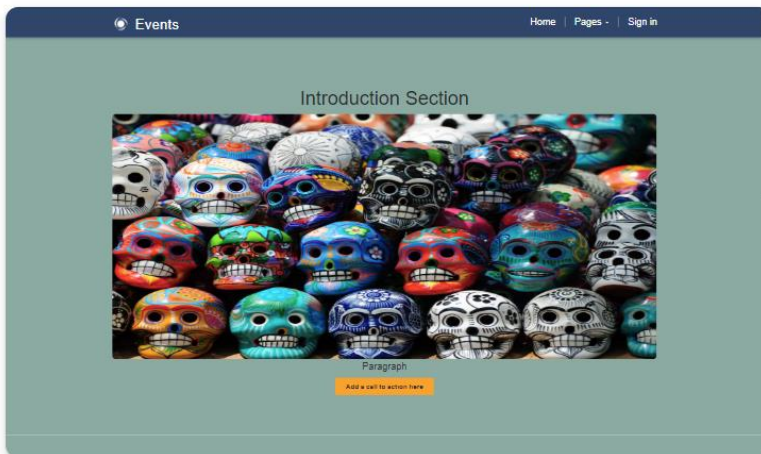 Events
Home | Pages - | Sign in
Introduction Section
Paragraph
Add a call to action here